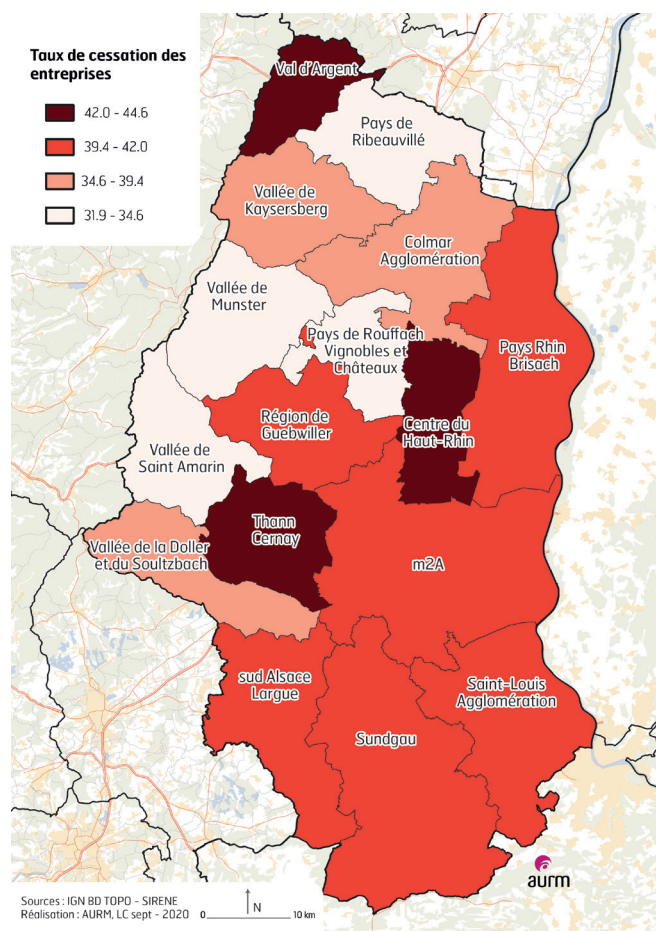 Taux de cessation des
entreprises
42.0 - 44.6
39.4 - 42.0
34.6 - 39.4
31.9 - 34.6
Val d'Argent
Pays de
Ribeauvillé
Vallée de
Kaysersberg
Colmar
Agglomération
Vallée de
Munster
Pays de Rouffach
Vignobles et
Châteaux
Pays Rhin
Brisach
Région de
Guebwiller
Centre du
Haut-Rhin
Vallée de
Saint Amarin
Thann
Cernay
Vallée de la Doller
et du Soultzbach
m2A
sud Alsace
Largue
Saint-Louis
Agglomération
Sundgau
aurm
Sources : IGN BD TOPO - SIRENE
Réalisation : AURM, LC sept - 2020
0
N
10 km